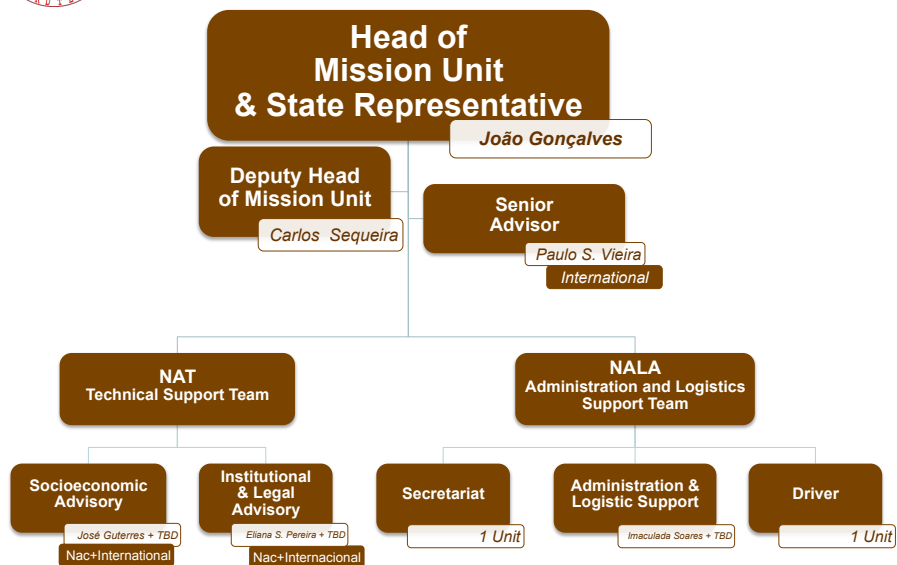 Head of
Mission Unit
& State Representative
João Gonçalves
Deputy Head
of Mission Unit
Carlos Sequeira
Senior
Advisor
Paulo S. Vieira
International
NAT
Technical Support Team
NALA
Administration and Logistics
Support Team
Socioeconomic
Advisory
José Guterres + TBD
Nac+International
Institutional
& Legal
Advisory
Eliana S. Pereira + TBD
Nac+Internacional
Secretariat
1 Unit
Administration &
Logistic Support
Imaculada Soares + TBD
Driver
1 Unit